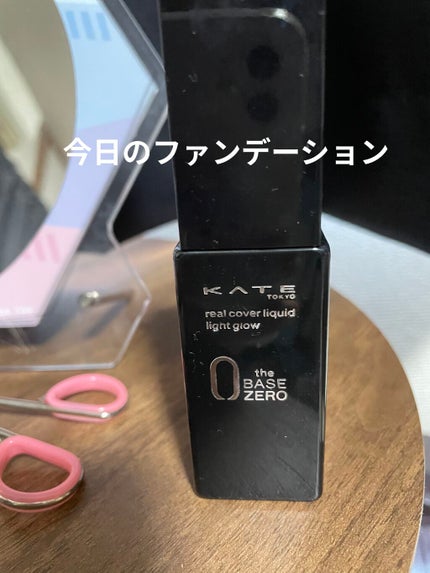 今日のファンデーション
KATE
TOKYO
real cover liquid
light glow
0
the
BASE
ZERO